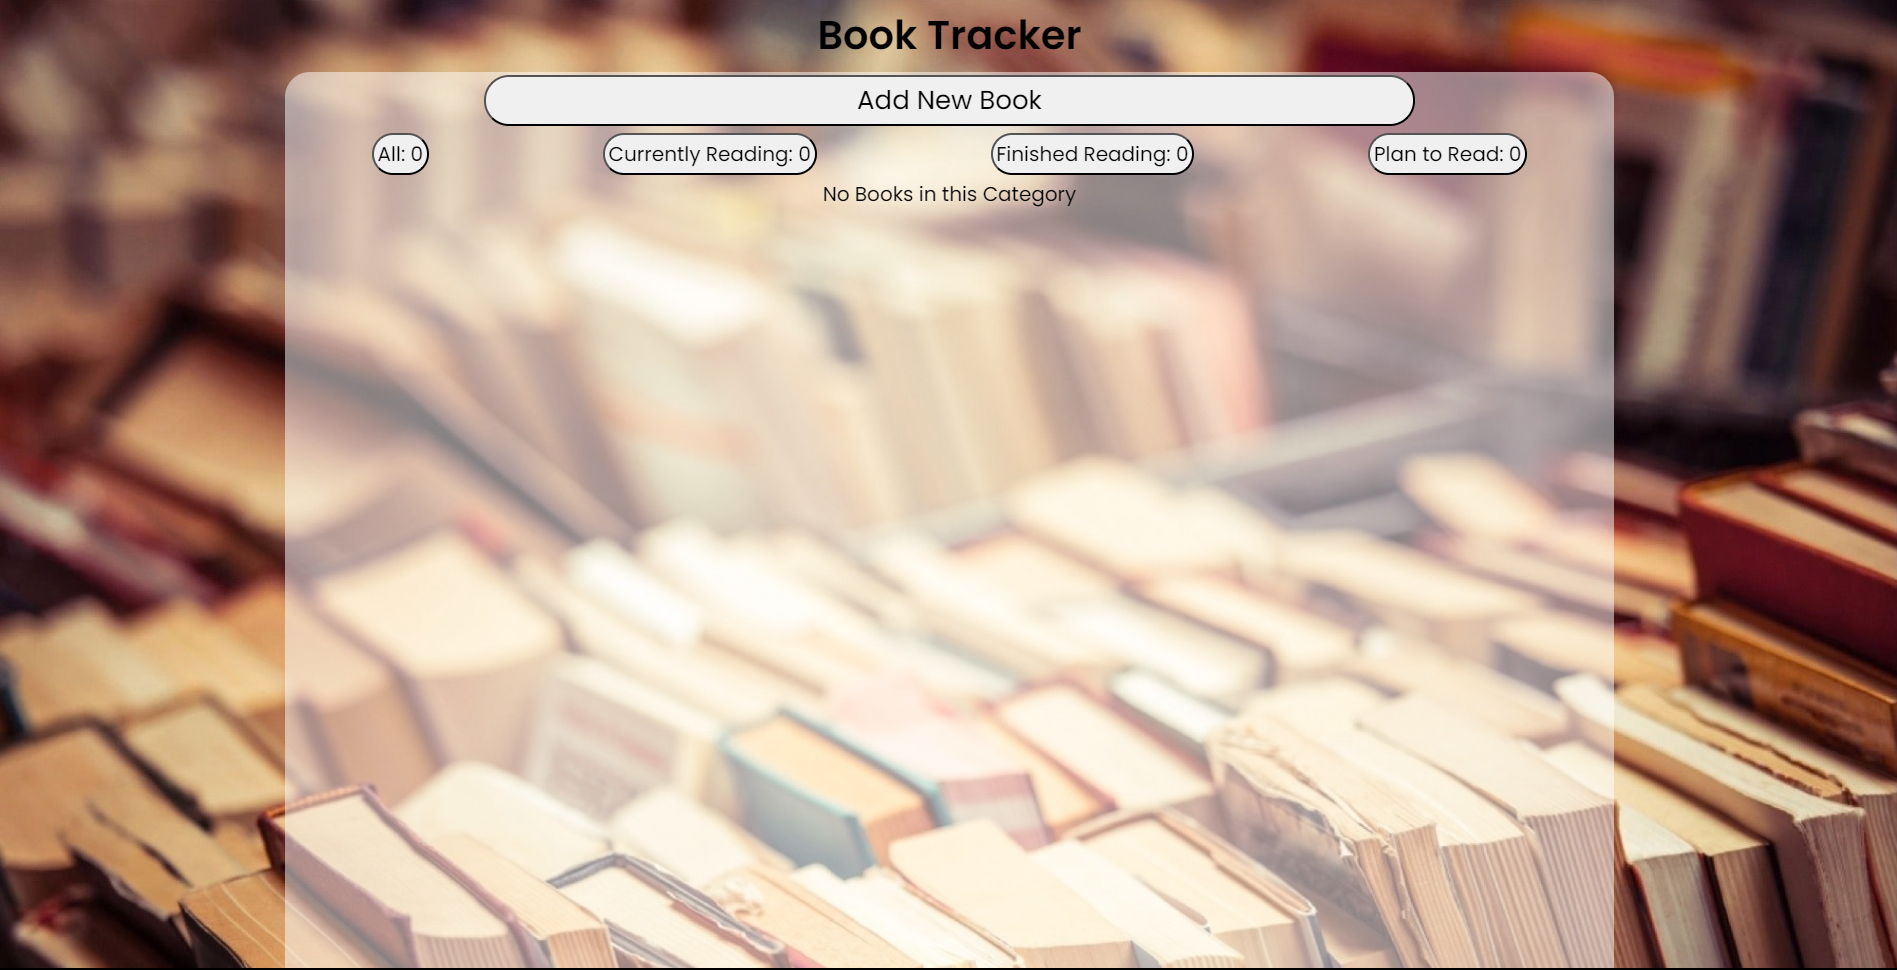 Book Tracker
Add New Book
All: 0 Currently Reading: 0 Finished Reading: 0 Plan to Read: 0
No Books in this Category